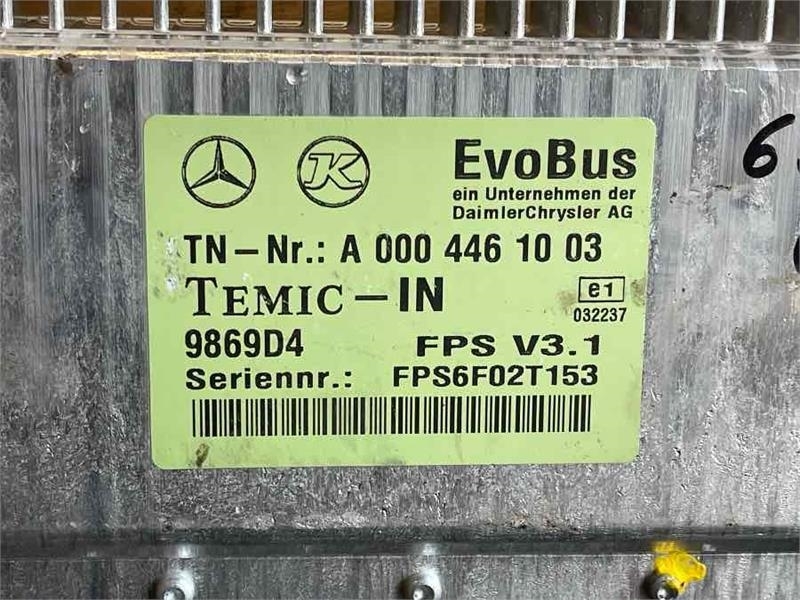 K
EvoBus
ein Unternehmen der
DaimlerChrysler AG
TN-Nr.: A 000 446 10 03
TEMIC-IN
e1
032237
9869D4 FPS V3.1
Seriennr.: FPS6F02T153
6